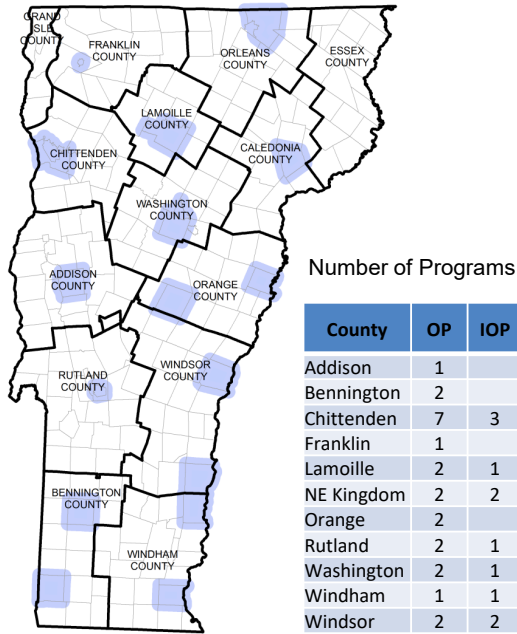 GRAND
ISLE
COUNTY
FRANKLIN
COUNTY
ORLEANS
COUNTY
ESSEX
COUNTY
LAMOILLE
COUNTY
CHITTENDEN
COUNTY
CALEDONIA
COUNTY
WASHINGTON
COUNTY
ADDISON
COUNTY
ORANGE
COUNTY
RUTLAND
COUNTY
WINDSOR
COUNTY
BENNINGTON
COUNTY
WINDHAM
COUNTY
Number of Programs
County OP IOP
Addison 1
Bennington 2
Chittenden 7 3
Franklin 1
Lamoille 2 1
NE Kingdom 2 2
Orange 2
Rutland 2 1
Washington 2 1
Windham 1 1
Windsor 2 2